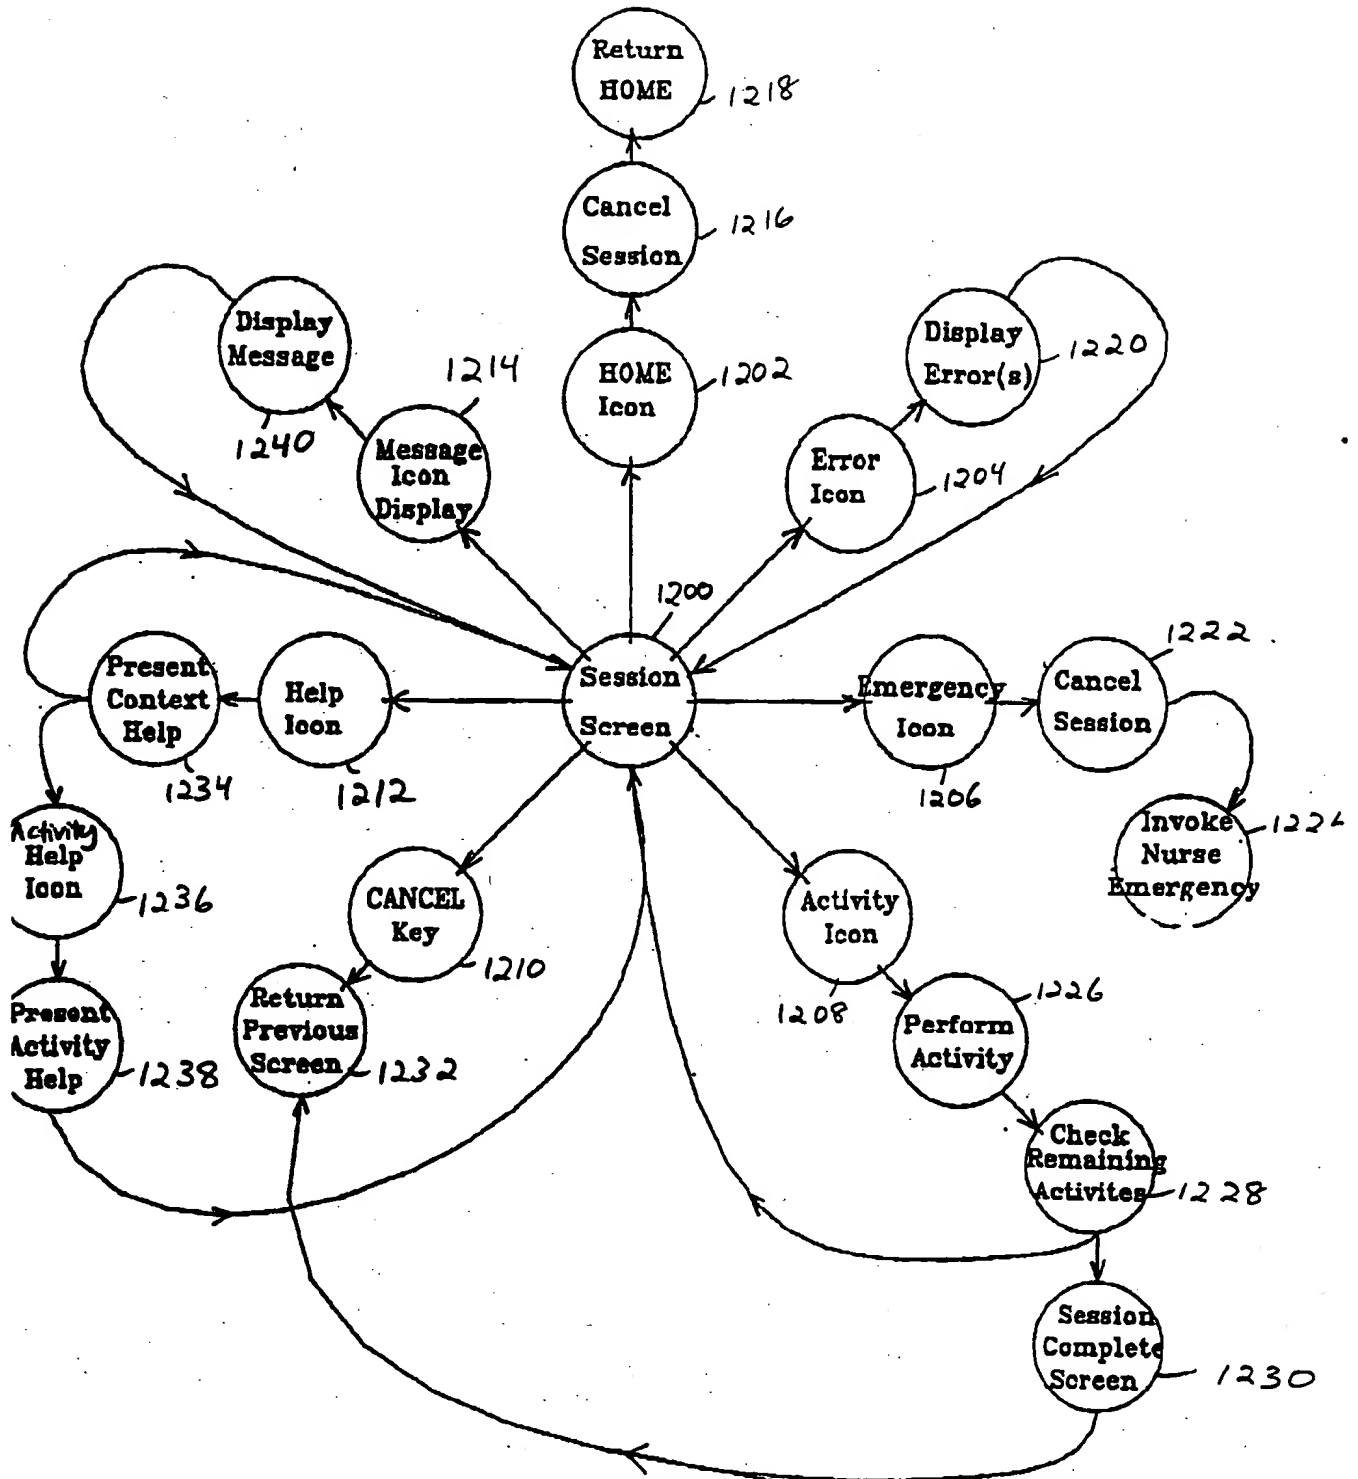 Return
HOME
1218
Cancel
Session
1216
HOME
Icon
1202
Display
Message
1240
1214
Message
Icon
Display
Display
Error(s)
1220
Error
Icon
1204
1200
Session
Screen
Present
Context
Help
1234
Help
Icon
1212
Emergency
Icon
1206
Cancel
Session
1222
Invoke
Nurse
Emergency
Activity
Help
Icon
1236
CANCEL
Key
1210
Activity
Icon
1208
Present
Activity
Help
1238
Return
Previous
Screen
1232
Perform
Activity
1226
Check
Remaining
Activites
1228
Session
Complete
Screen
1230